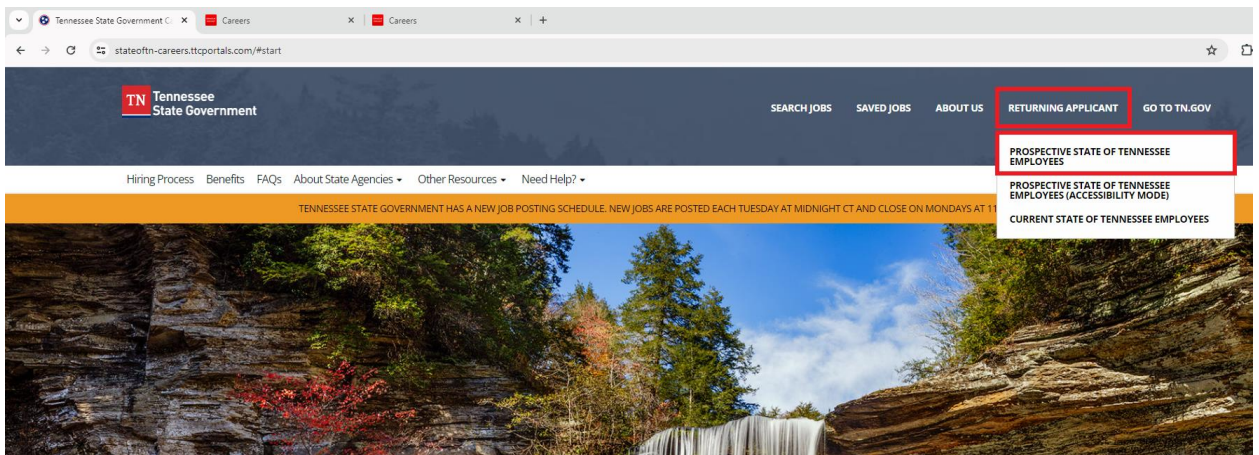 Tennessee State Government C
Careers
Careers
stateoftn-careers.ttcportals.com/#start
TN Tennessee
State Government
SEARCH JOBS SAVED JOBS ABOUT US RETURNING APPLICANT GO TO TN.GOV
PROSPECTIVE STATE OF TENNESSEE
EMPLOYEES
PROSPECTIVE STATE OF TENNESSEE
EMPLOYEES (ACCESSIBILITY MODE)
CURRENT STATE OF TENNESSEE EMPLOYEES
Hiring Process Benefits FAQs About State Agencies Other Resources Need Help?
TENNESSEE STATE GOVERNMENT HAS A NEW JOB POSTING SCHEDULE. NEW JOBS ARE POSTED EACH TUESDAY AT MIDNIGHT CT AND CLOSE ON MONDAYS AT 11